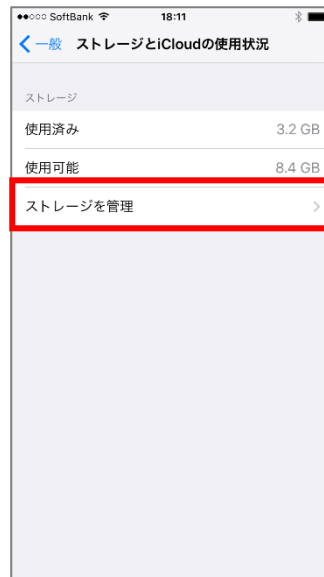 SoftBank 18:11
一般 ストレージとiCloudの使用状況
ストレージ
使用済み 3.2 GB
使用可能 8.4 GB
ストレージを管理